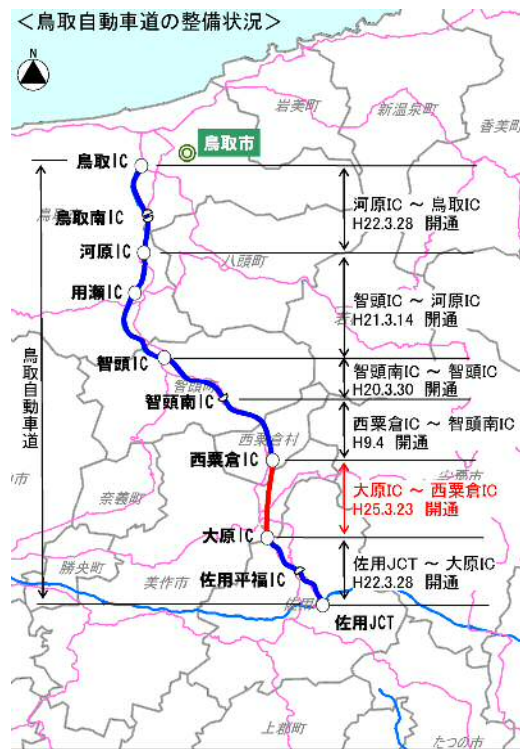 ＜鳥取自動車道の整備状況＞
N
岩美町
新温泉町
香美町
鳥取市
鳥取IC
鳥取南IC
河原IC ～ 鳥取IC
H22.3.28 開通
河原IC
八頭町
用瀬IC
智頭IC ～ 河原IC
H21.3.14 開通
鳥取自動車道
智頭IC
智頭町
智頭南IC ～ 智頭IC
H20.3.30 開通
智頭南IC
西粟倉IC ～ 智頭南IC
H9.4 開通
西粟倉村
西粟倉IC
大原IC ～ 西粟倉IC
H25.3.23 開通
奈義町
大原IC
佐用JCT ～ 大原IC
H22.3.28 開通
勝央町
美作市
佐用平福IC
佐用JCT
上郡町
たつの市